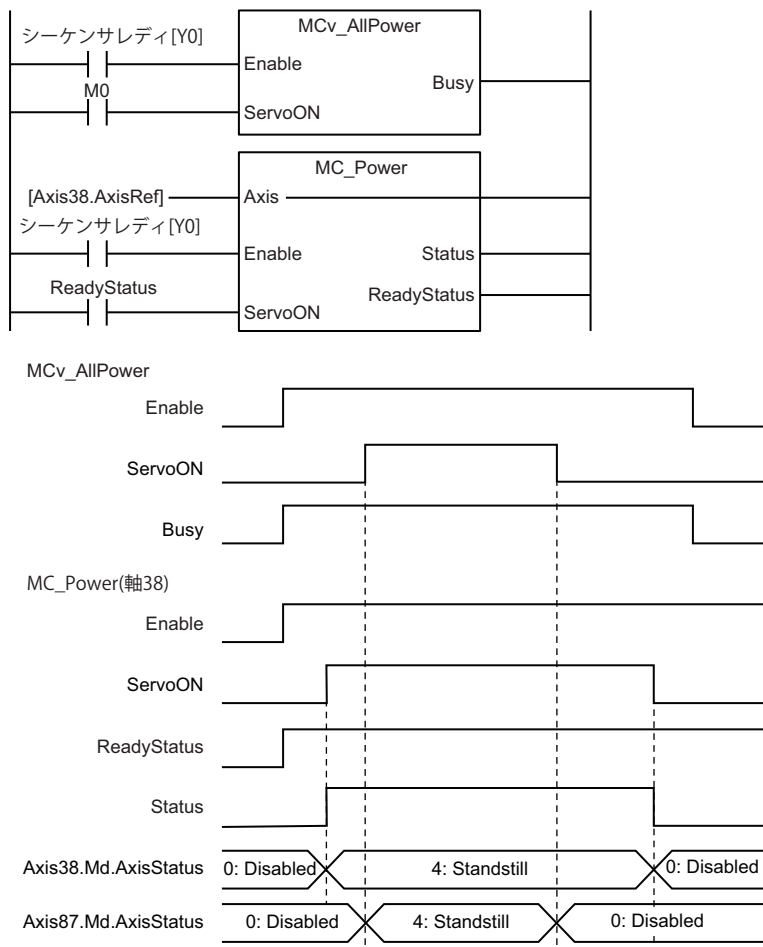 MCv_AllPower
シーケンサレディ[Y0]
Enable
Busy
M0
ServoON
MC_Power
[Axis38.AxisRef]
Axis
シーケンサレディ[Y0]
Enable
Status
ReadyStatus
ReadyStatus
ServoON
MCv_AllPower
Enable
ServoON
Busy
MC_Power(軸38)
Enable
ServoON
ReadyStatus
Status
Axis38.Md.AxisStatus 0: Disabled 4: Standstill 0: Disabled
Axis87.Md.AxisStatus 0: Disabled 4: Standstill 0: Disabled